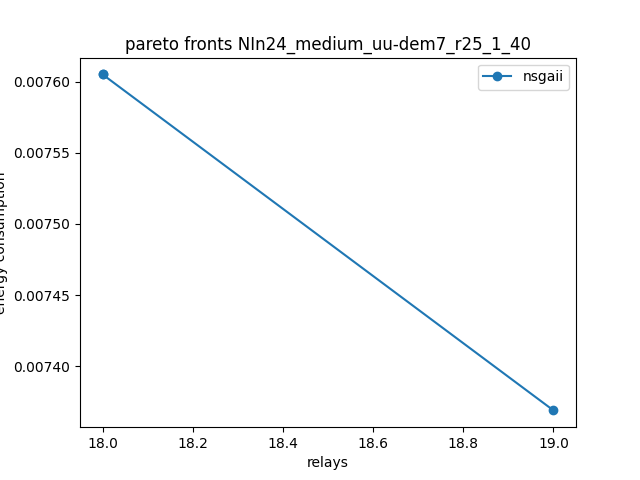 pareto fronts NIn24_medium_uu-dem7_r25_1_40
nsgaii
0.00760
0.00755
0.00750
0.00745
0.00740
energy consumption
18.0 18.2 18.4 18.6 18.8 19.0
relays